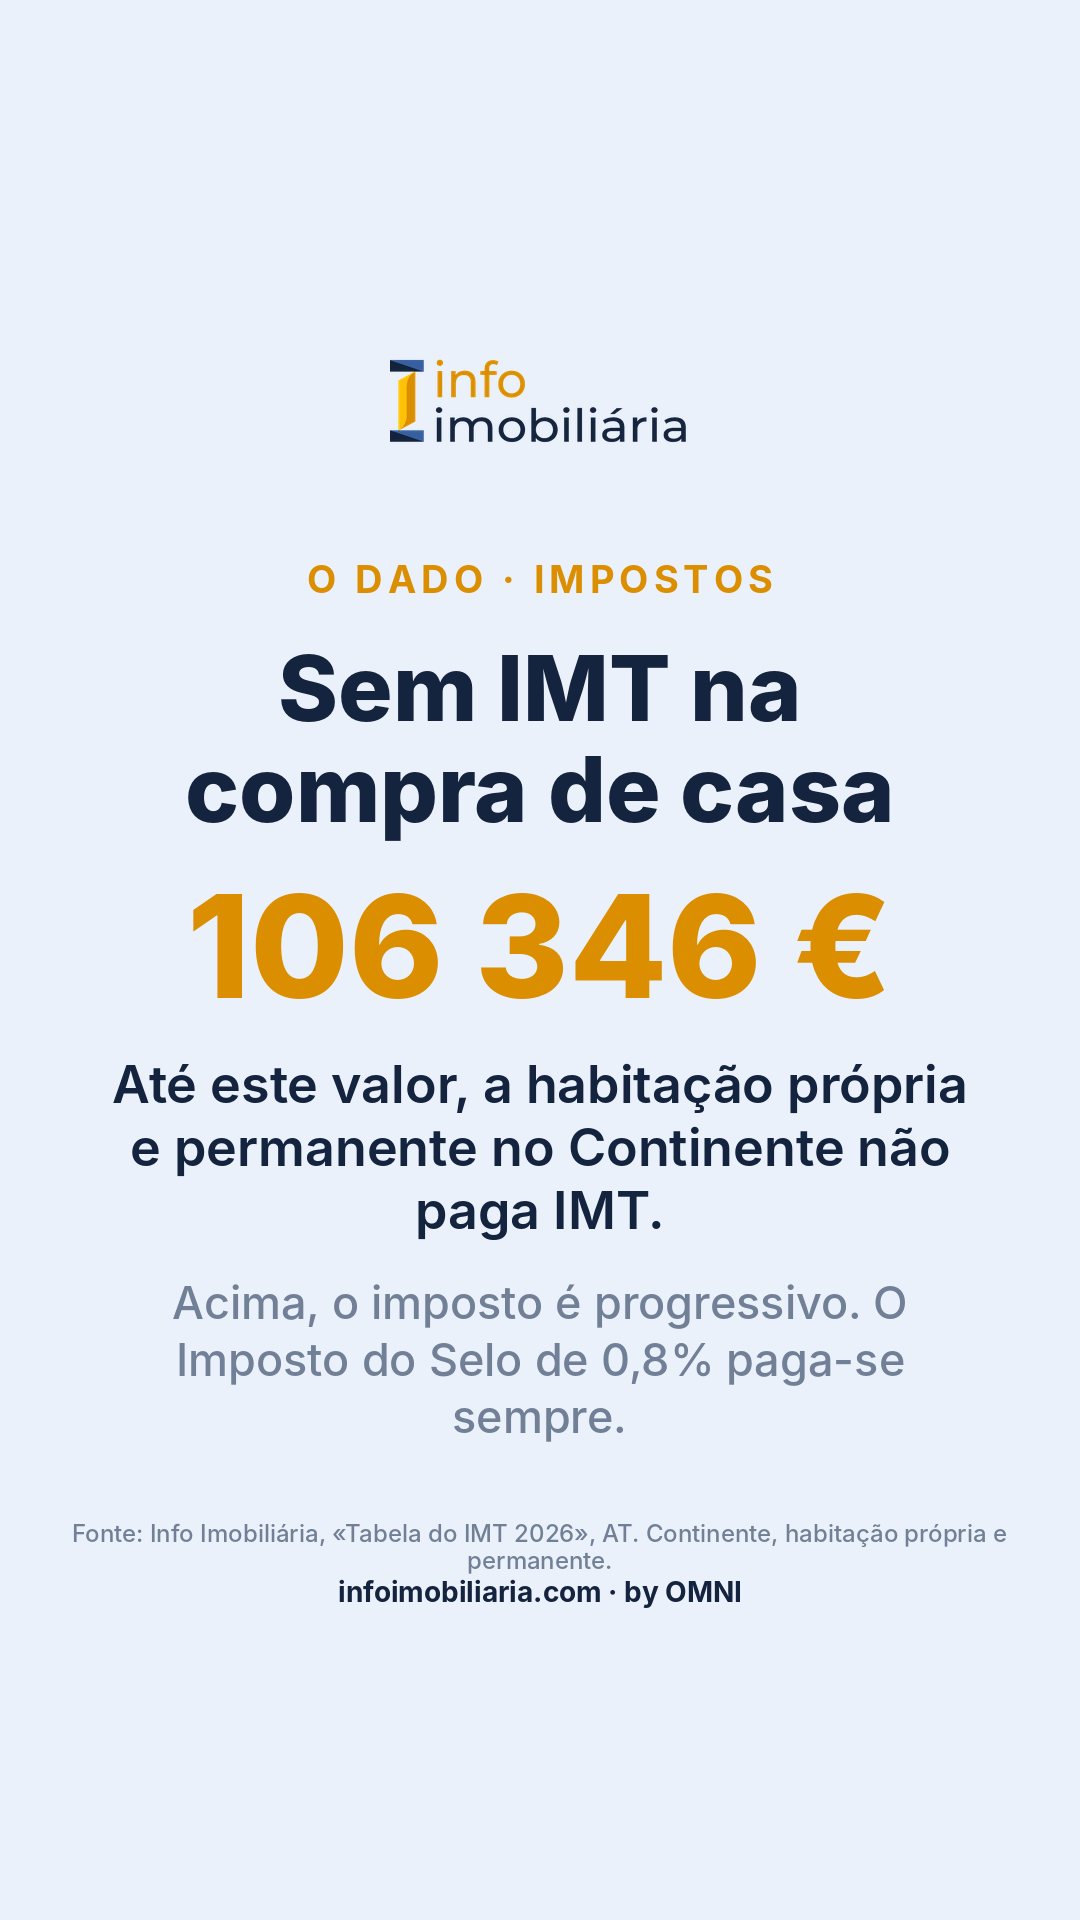 info
imobiliária
O DADO · IMPOSTOS
Sem IMT na
compra de casa
106 346 €
Até este valor, a habitação própria
e permanente no Continente não
paga IMT.
Acima, o imposto é progressivo. O
Imposto do Selo de 0,8% paga-se
sempre.
Fonte: Info Imobiliária, «Tabela do IMT 2026», AT. Continente, habitação própria e
permanente.
infoimobiliaria.com · by OMNI